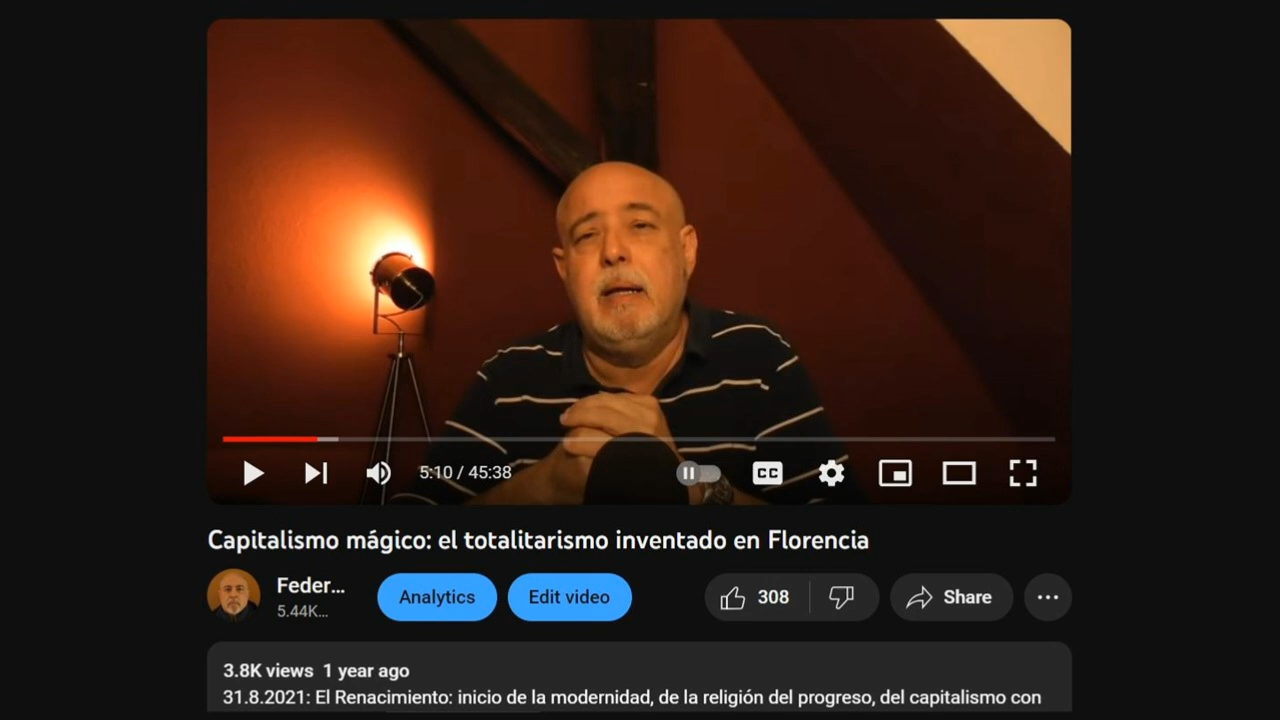 5:10 / 45:38
CC
Capitalismo mágico: el totalitarismo inventado en Florencia
Feder...
5.44K...
Analytics
Edit video
308
Share
3.8K views 1 year ago
31.8.2021: El Renacimiento: inicio de la modernidad, de la religión del progreso, del capitalismo con